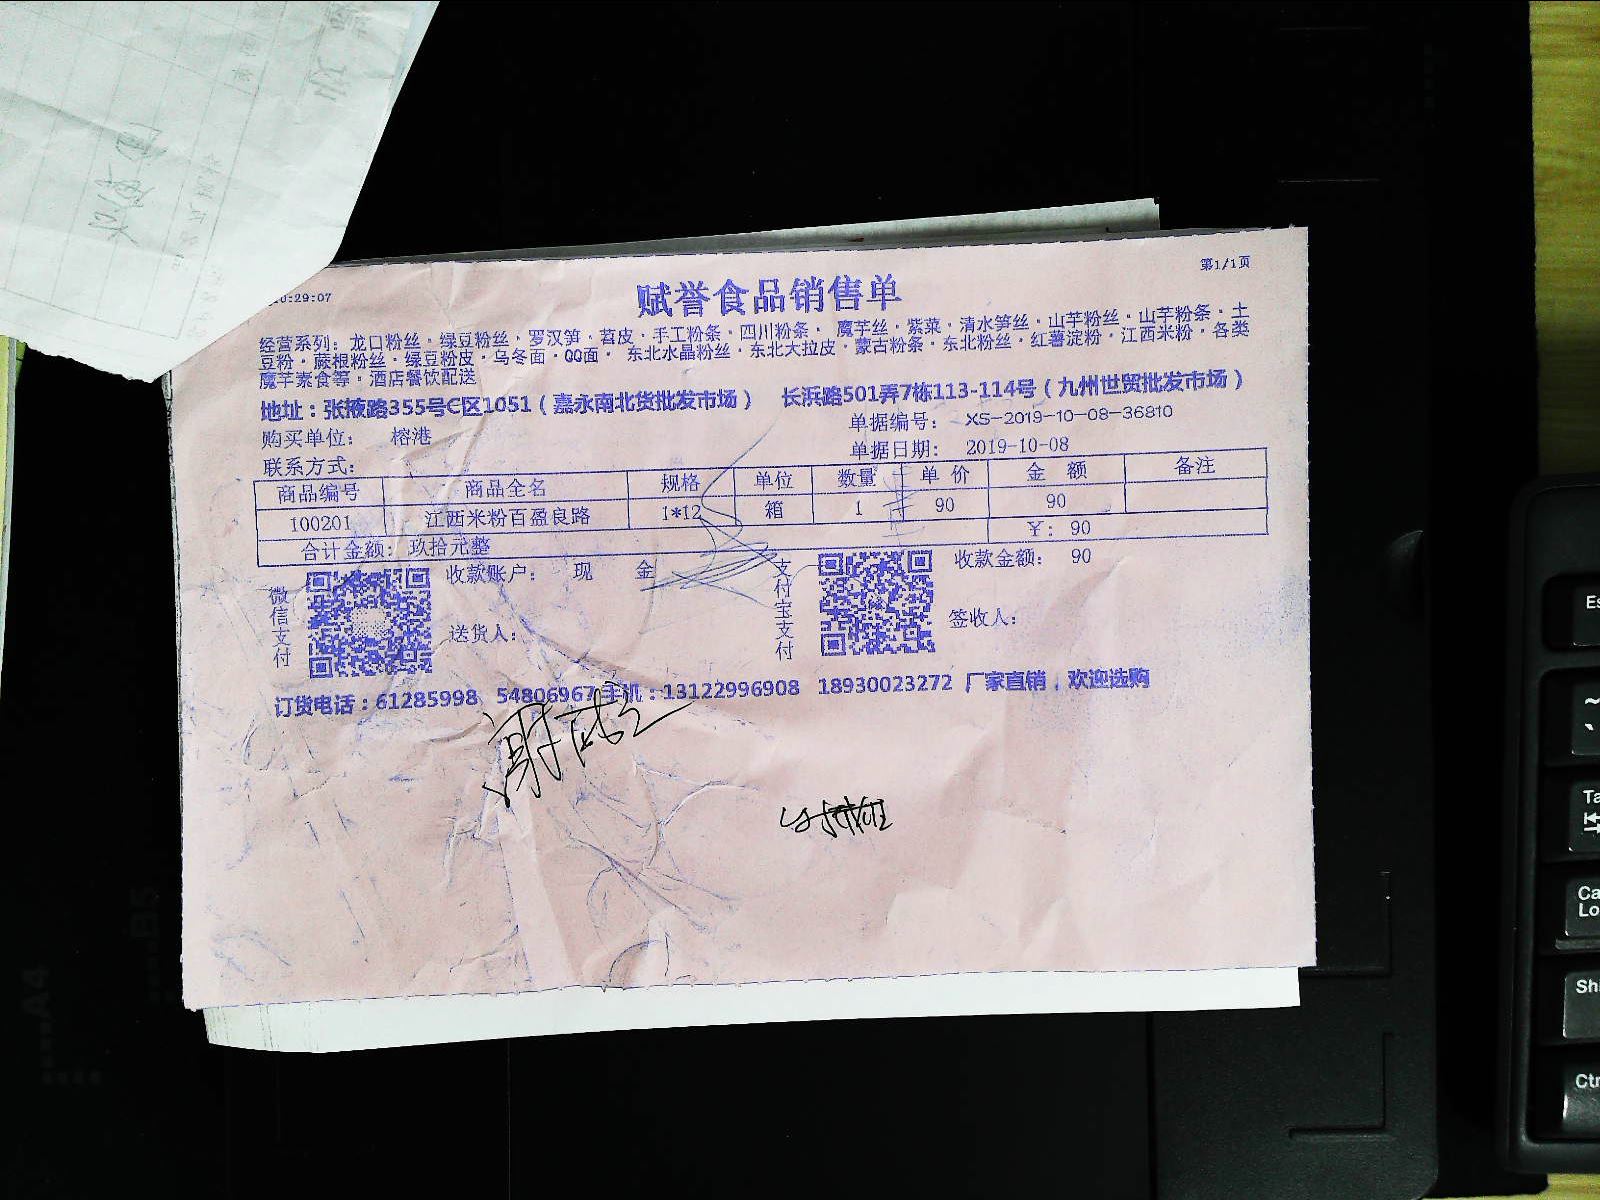 第1/1页
10:29:07
赋誉食品销售单
经营系列：龙口粉丝·绿豆粉丝·罗汉笋·苕皮·手工粉条·四川粉条· 魔芋丝·紫菜·清水笋丝·山芋粉丝·山芋粉条·土
豆粉·蕨根粉丝·绿豆粉皮·乌冬面·QQ面· 东北水晶粉丝·东北大拉皮·蒙古粉条·东北粉丝·红薯淀粉·江西米粉·各类
魔芋素食等·酒店餐饮配送
地址：张掖路355号C区1051（嘉永南北货批发市场） 长浜路501弄7栋113-114号（九州世贸批发市场）
购买单位： 榕港 单据编号： XS-2019-10-08-36810
联系方式： 单据日期： 2019-10-08
商品编号 商品全名 规格 单位 数量 单价 金额 备注
100201 江西米粉百盈良路 1*12 箱 1 90 90
合计金额：玖拾元整 ￥：90
微信支付 收款账户： 现 金 支付宝支付 收款金额： 90
送货人： 签收人：
订货电话：61285998 54806967 手机：13122996908 18930023272 厂家直销，欢迎选购
B5
A4
Es
~
Ta
Ca
Lo
Shi
Ctr